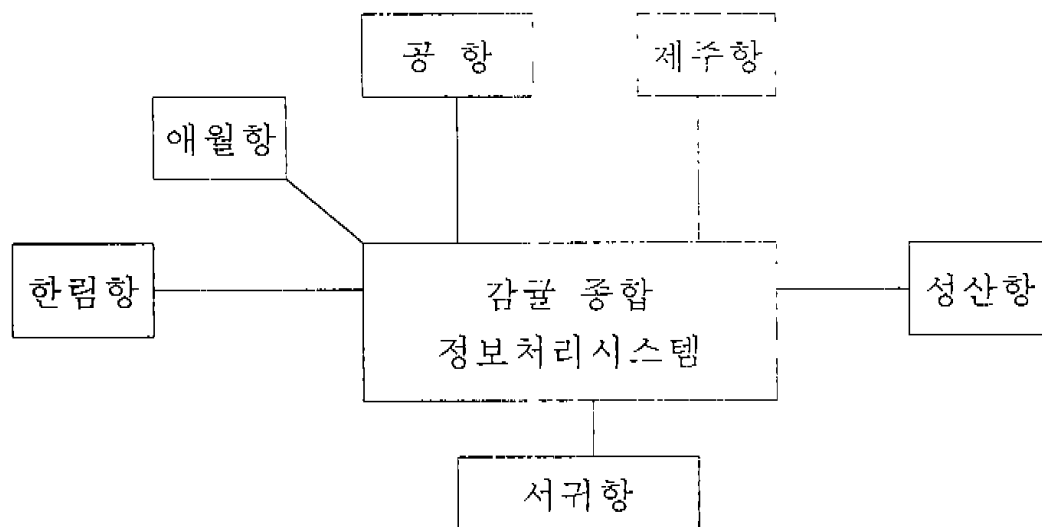 공 항
제주항
애월항
한림항
감귤 종합
정보처리시스템
성산항
서귀항